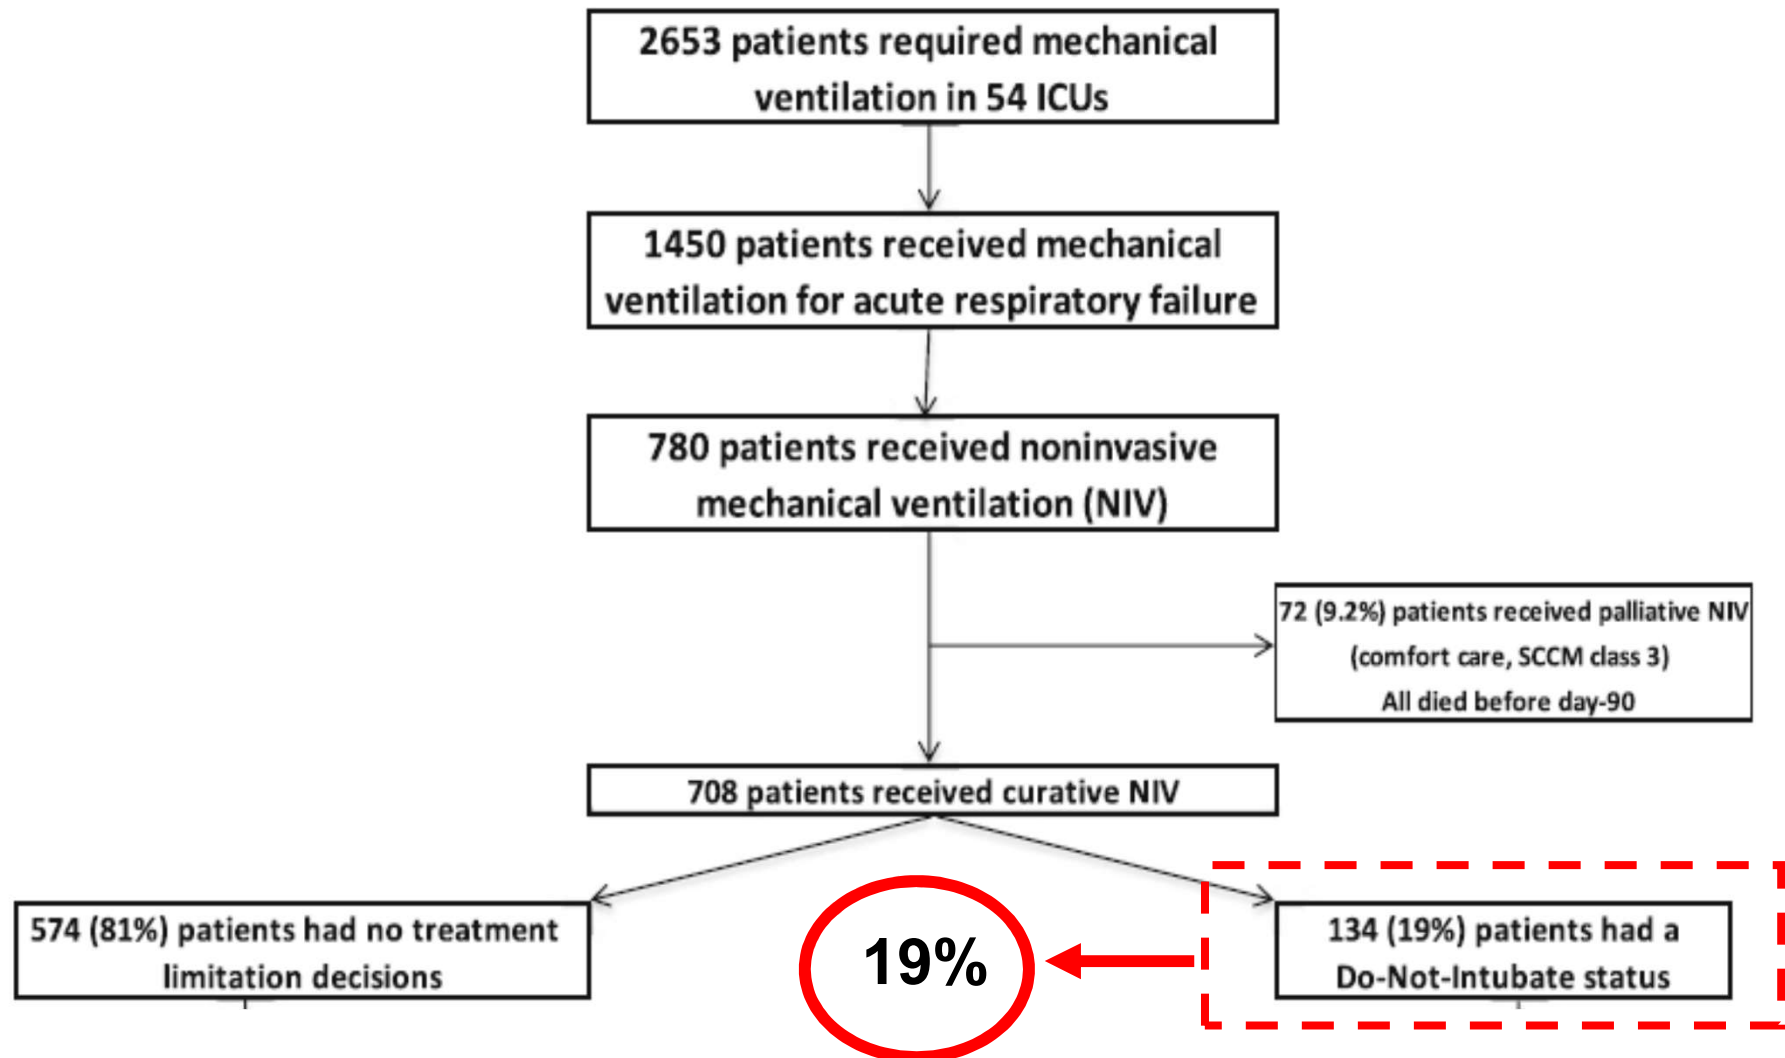 2653 patients required mechanical
ventilation in 54 ICUs
1450 patients received mechanical
ventilation for acute respiratory failure
780 patients received noninvasive
mechanical ventilation (NIV)
72 (9.2%) patients received palliative NIV
(comfort care, SCCM class 3)
All died before day-90
708 patients received curative NIV
574 (81%) patients had no treatment
limitation decisions
19%
134 (19%) patients had a
Do-Not-Intubate status